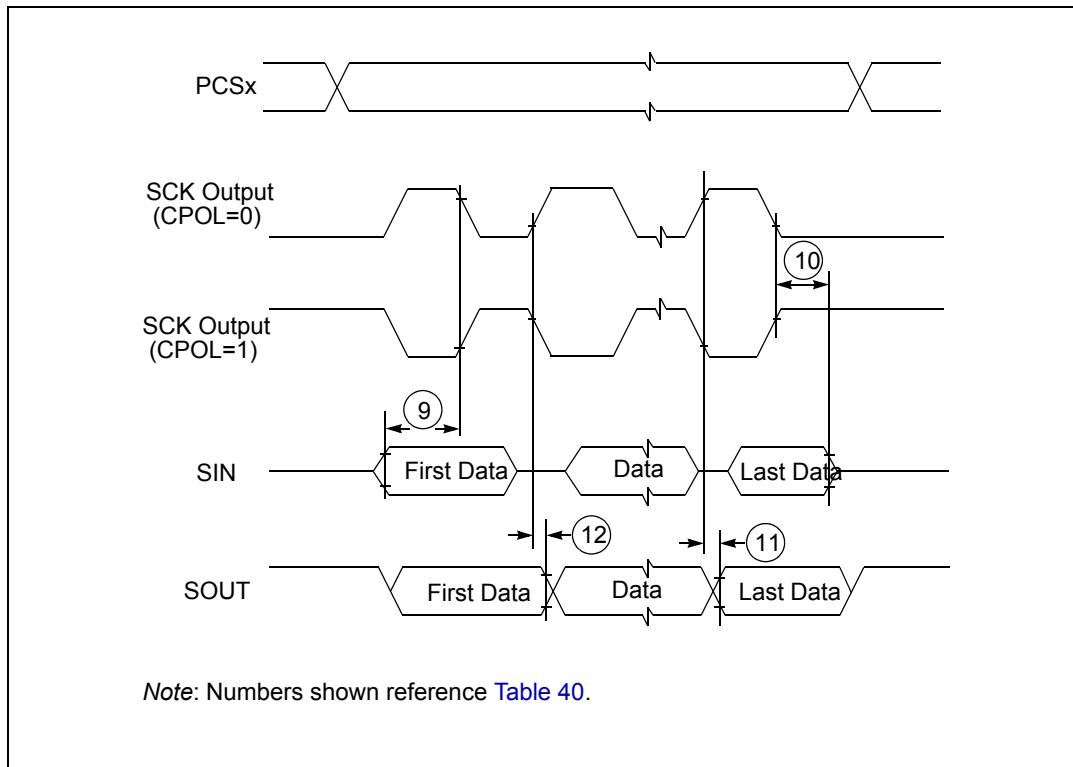 PCSx
SCK Output
(CPOL=0)
10
SCK Output
(CPOL=1)
9
SIN
First Data
Data
Last Data
12
11
SOUT
First Data
Data
Last Data
Note: Numbers shown reference Table 40.